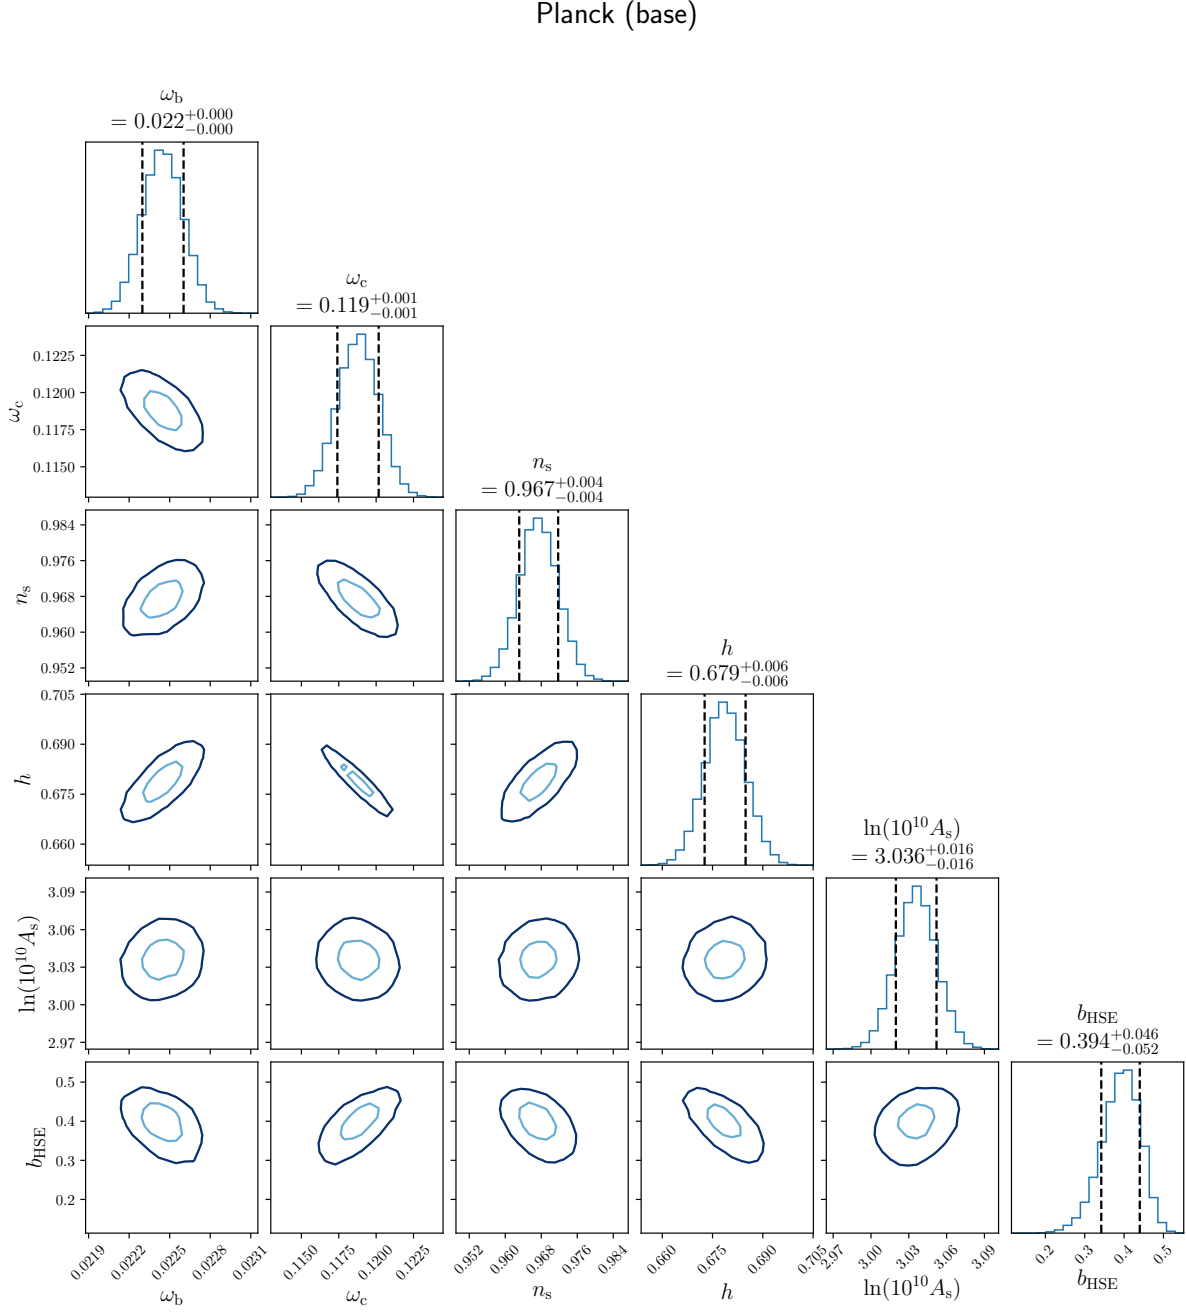 Planck (base)
ω_b
= 0.022^{+0.000}_{−0.000}
ω_c
= 0.119^{+0.001}_{−0.001}
0.1225
0.1200
0.1175
0.1150
ω_c
n_s
= 0.967^{+0.004}_{−0.004}
0.984
0.976
0.968
0.960
0.952
n_s
h
= 0.679^{+0.006}_{−0.006}
0.705
0.690
0.675
0.660
h
ln(10^{10}A_s)
= 3.036^{+0.016}_{−0.016}
3.09
3.06
3.03
3.00
2.97
ln(10^{10}A_s)
b_HSE
= 0.394^{+0.046}_{−0.052}
0.5
0.4
0.3
0.2
b_HSE
0.0219 0.0222 0.0225 0.0228 0.0231
0.1150 0.1175 0.1200 0.1225
0.952 0.960 0.968 0.976 0.984
0.660 0.675 0.690 0.705
2.97 3.00 3.03 3.06 3.09
0.2 0.3 0.4 0.5
ω_b ω_c n_s h ln(10^{10}A_s) b_HSE